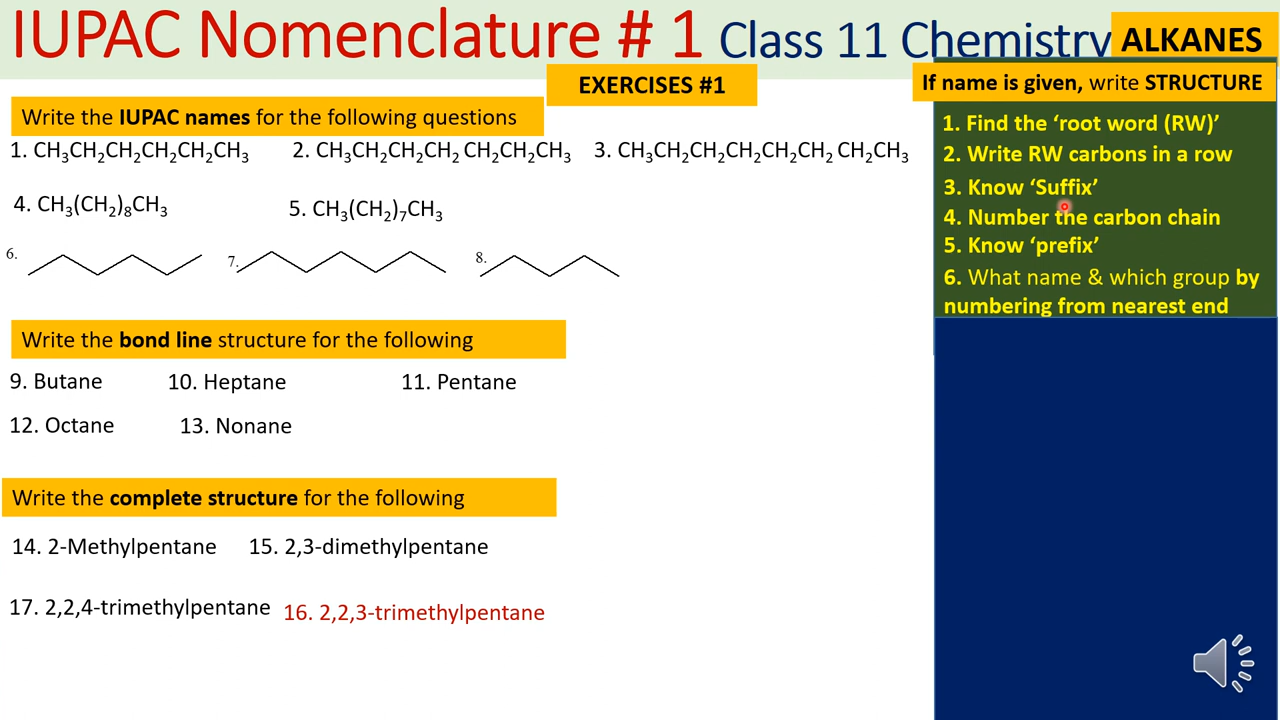 IUPAC Nomenclature # 1 Class 11 Chemistry ALKANES
EXERCISES #1
If name is given, write STRUCTURE
Write the IUPAC names for the following questions
1. CH₃CH₂CH₂CH₂CH₂CH₃ 2. CH₃CH₂CH₂CH₂ CH₂CH₂CH₃ 3. CH₃CH₂CH₂CH₂CH₂CH₂ CH₂CH₃
4. CH₃(CH₂)₈CH₃ 5. CH₃(CH₂)₇CH₃
6. 7. 8.
Write the bond line structure for the following
9. Butane 10. Heptane 11. Pentane
12. Octane 13. Nonane
Write the complete structure for the following
14. 2-Methylpentane 15. 2,3-dimethylpentane
17. 2,2,4-trimethylpentane 16. 2,2,3-trimethylpentane
1. Find the ‘root word (RW)’
2. Write RW carbons in a row
3. Know ‘Suffix’
4. Number the carbon chain
5. Know ‘prefix’
6. What name & which group by
numbering from nearest end